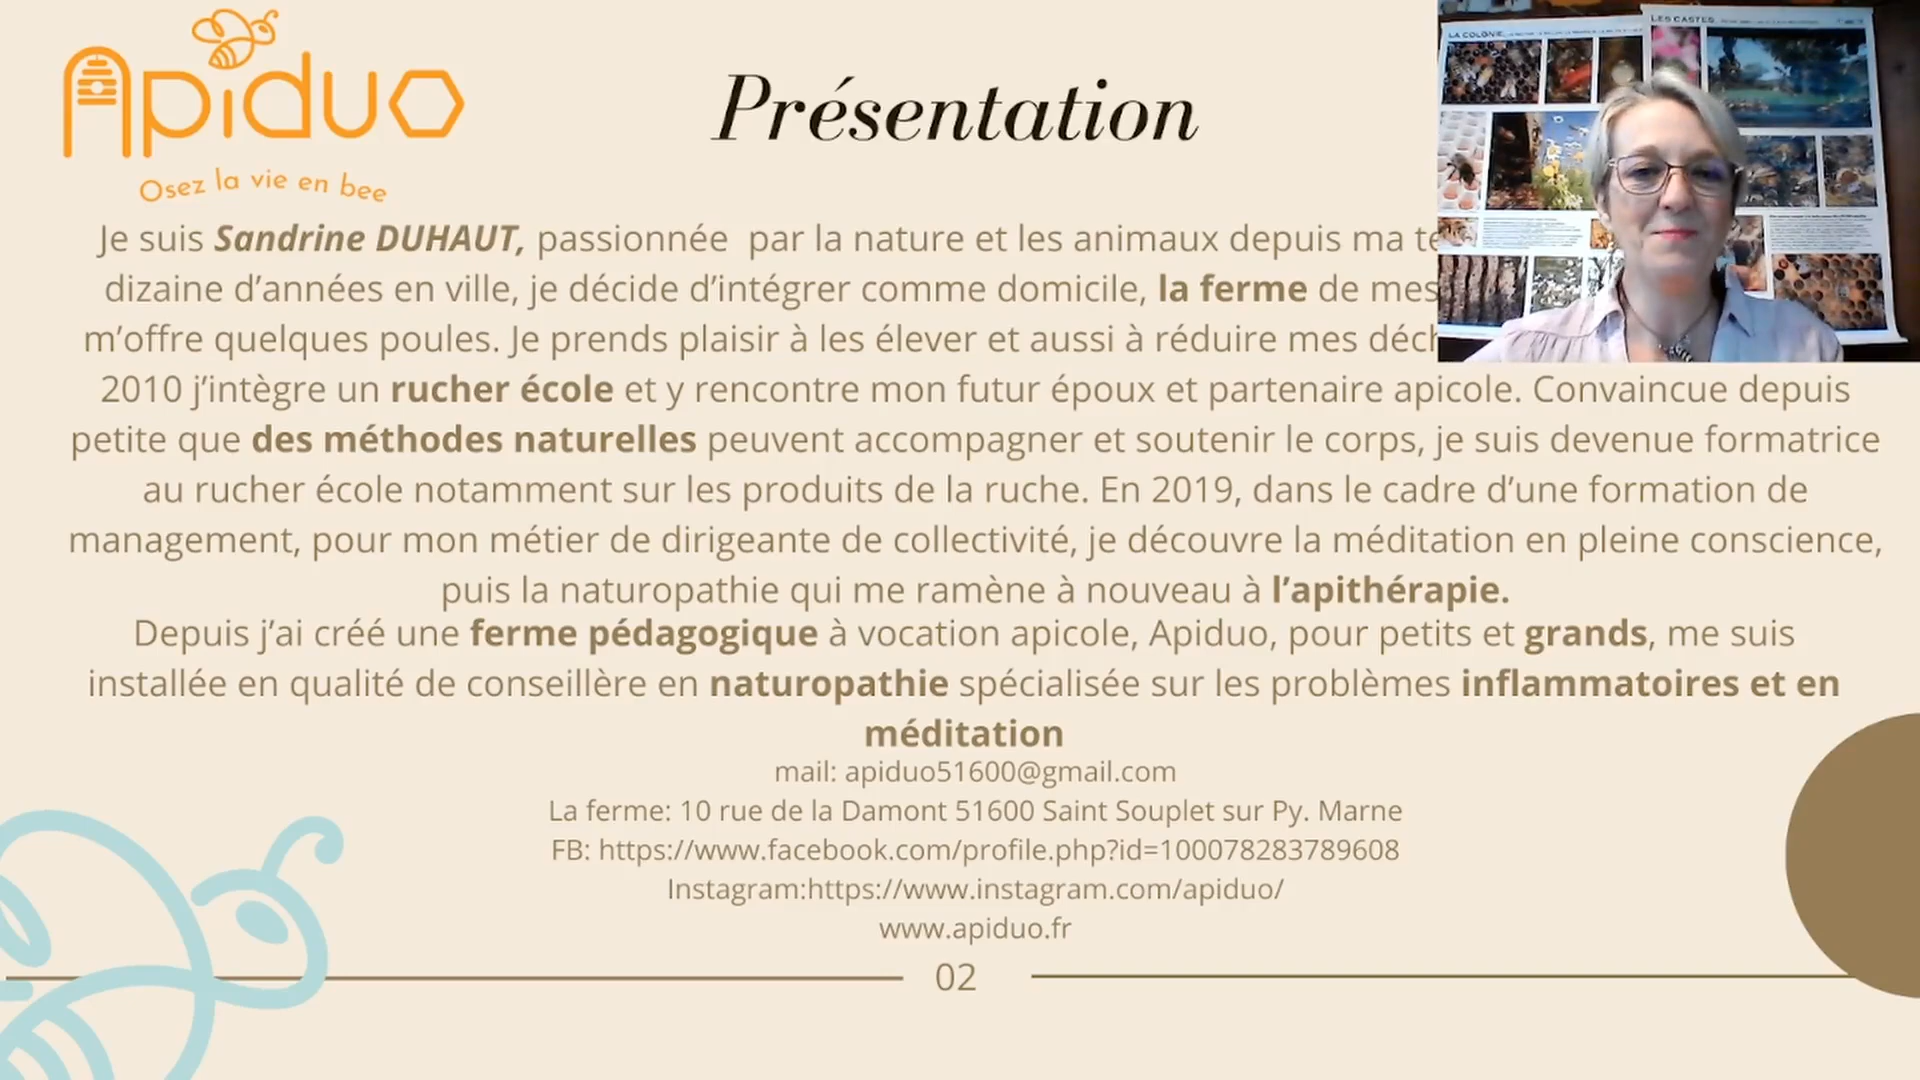 Apiduo
Osez la vie en bee
Présentation
LA COLONIE
LES CASTES
Je suis Sandrine DUHAUT, passionnée par la nature et les animaux depuis ma
dizaine d’années en ville, je décide d’intégrer comme domicile, la ferme de mes
m’offre quelques poules. Je prends plaisir à les élever et aussi à réduire mes
2010 j’intègre un rucher école et y rencontre mon futur époux et partenaire apicole. Convaincue depuis
petite que des méthodes naturelles peuvent accompagner et soutenir le corps, je suis devenue formatrice
au rucher école notamment sur les produits de la ruche. En 2019, dans le cadre d’une formation de
management, pour mon métier de dirigeante de collectivité, je découvre la méditation en pleine conscience,
puis la naturopathie qui me ramène à nouveau à l’apithérapie.
Depuis j’ai créé une ferme pédagogique à vocation apicole, Apiduo, pour petits et grands, me suis
installée en qualité de conseillère en naturopathie spécialisée sur les problèmes inflammatoires et en
méditation
mail: apiduo51600@gmail.com
La ferme: 10 rue de la Damont 51600 Saint Souplet sur Py. Marne
FB: https://www.facebook.com/profile.php?id=100078283789608
Instagram:https://www.instagram.com/apiduo/
www.apiduo.fr
02